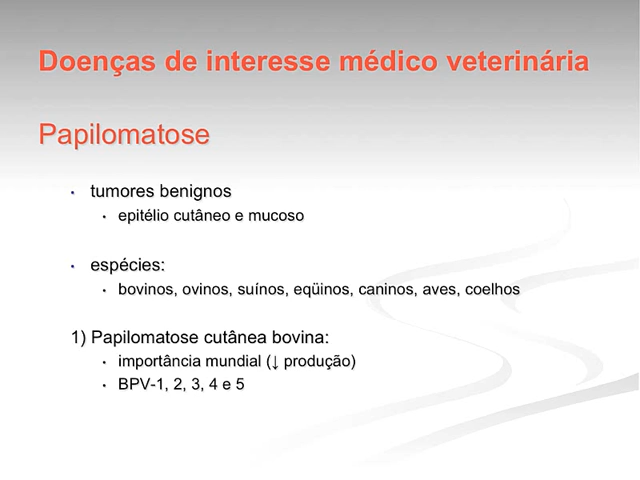 Doenças de interesse médico veterinária
Papilomatose
• tumores benignos
• epitélio cutâneo e mucoso
• espécies:
• bovinos, ovinos, suínos, eqüinos, caninos, aves, coelhos
1) Papilomatose cutânea bovina:
• importância mundial (↓ produção)
• BPV-1, 2, 3, 4 e 5